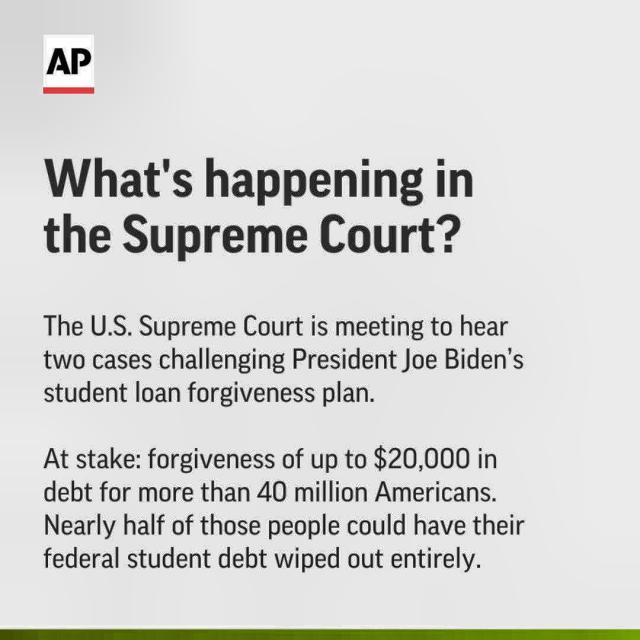 AP
What's happening in
the Supreme Court?
The U.S. Supreme Court is meeting to hear
two cases challenging President Joe Biden’s
student loan forgiveness plan.
At stake: forgiveness of up to $20,000 in
debt for more than 40 million Americans.
Nearly half of those people could have their
federal student debt wiped out entirely.